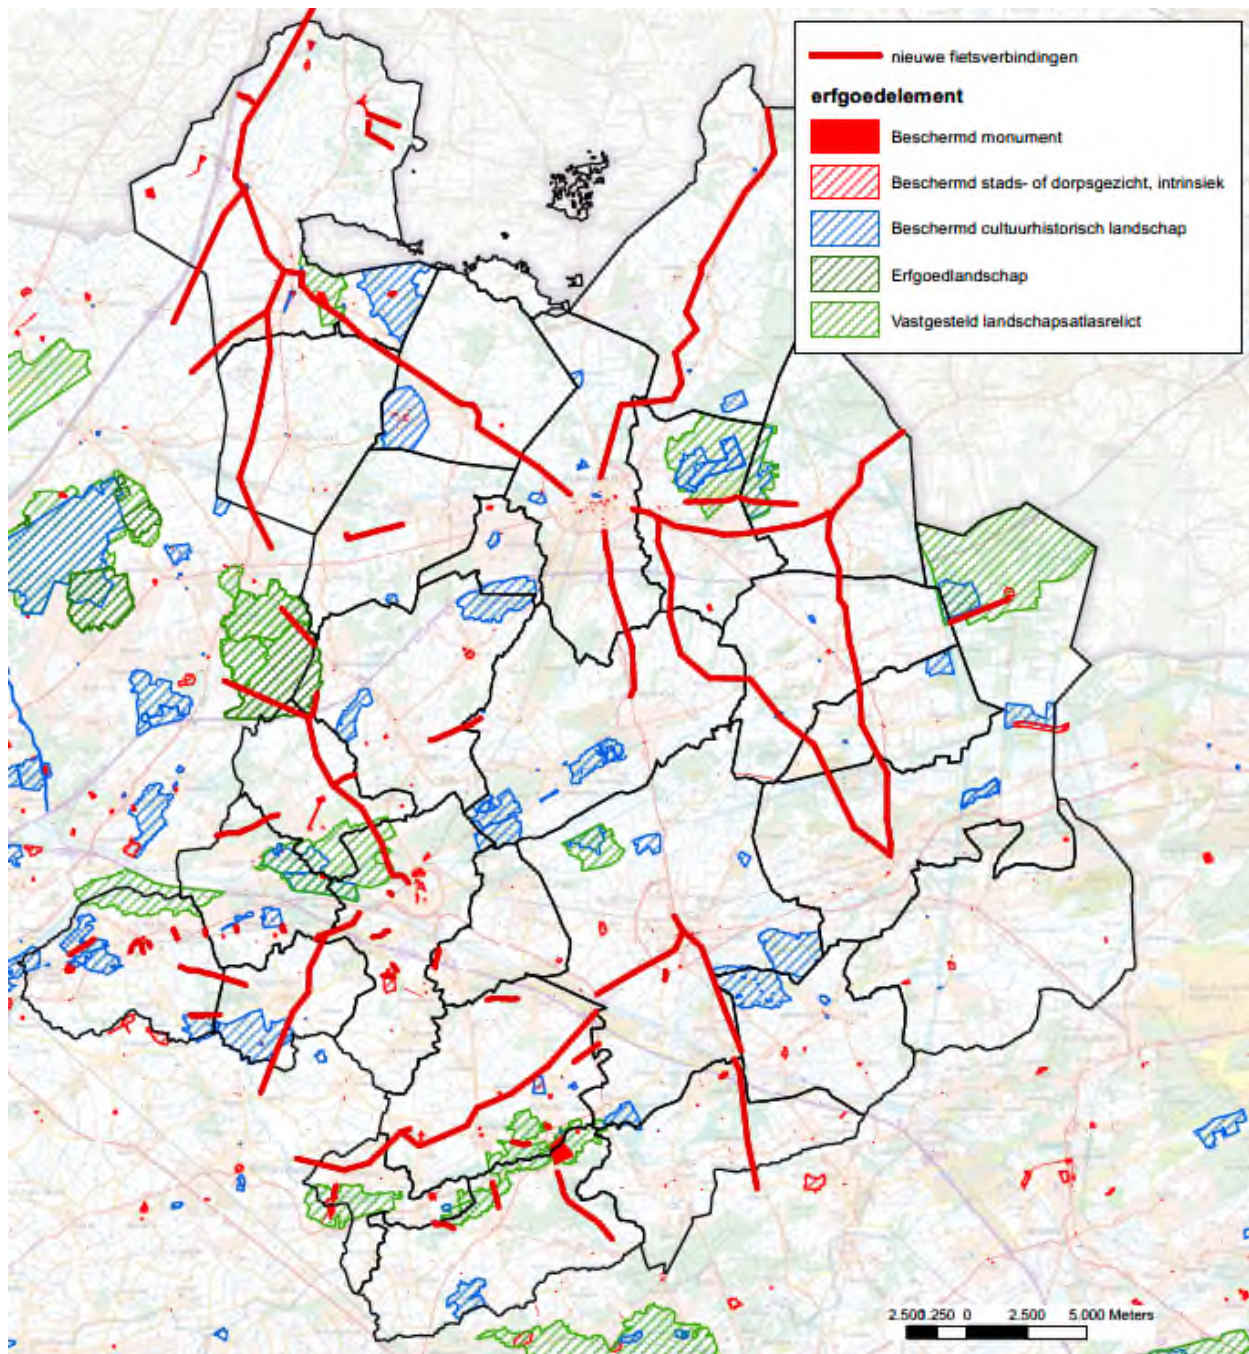 nieuwe fietsverbindingen
erfgoedelement
Beschermd monument
Beschermd stads- of dorpsgezicht, intrinsiek
Beschermd cultuurhistorisch landschap
Erfgoedlandschap
Vastgesteld landschapsatlasrelict
2.500 1.250 0 2.500 5.000 Meters